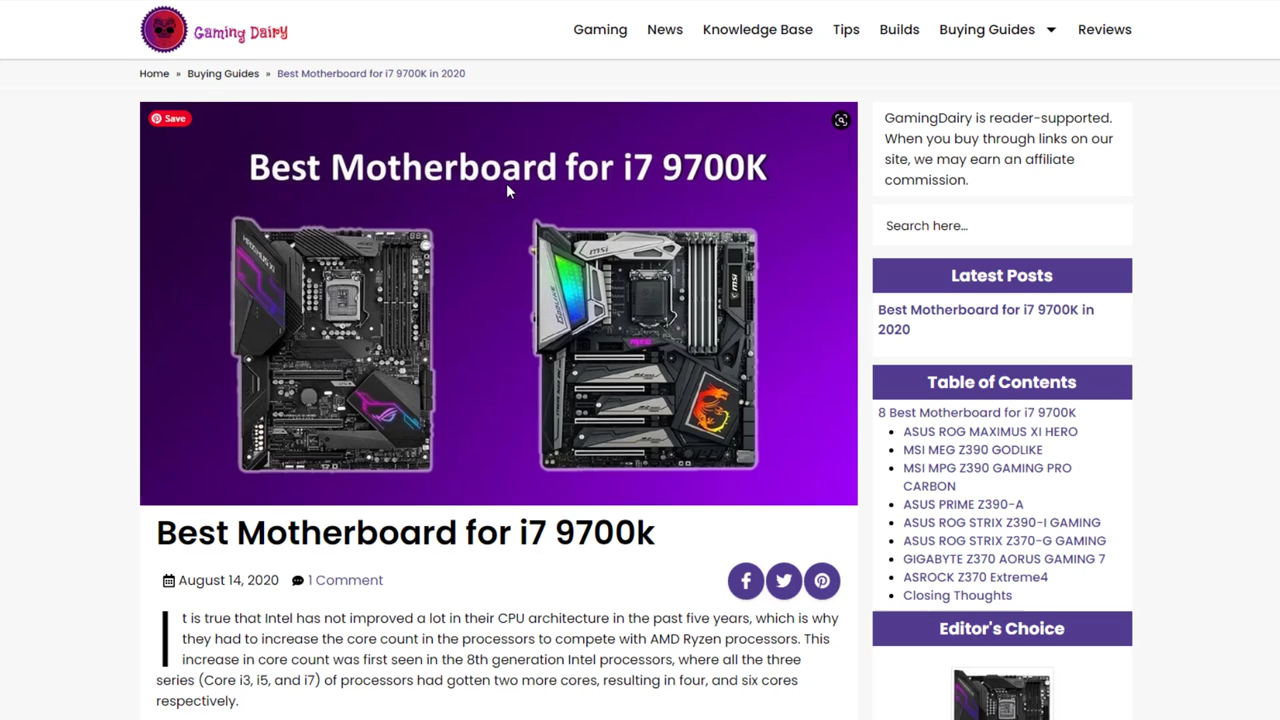 Gaming Dairy
Gaming News Knowledge Base Tips Builds Buying Guides Reviews
Home » Buying Guides » Best Motherboard for i7 9700K in 2020
Save
Best Motherboard for i7 9700K
msi
msi
Best Motherboard for i7 9700k
August 14, 2020 1 Comment
It is true that Intel has not improved a lot in their CPU architecture in the past five years, which is why
they had to increase the core count in the processors to compete with AMD Ryzen processors. This
increase in core count was first seen in the 8th generation Intel processors, where all the three
series (Core i3, i5, and i7) of processors had gotten two more cores, resulting in four, and six cores
respectively.
GamingDairy is reader-supported.
When you buy through links on our
site, we may earn an affiliate
commission.
Search here...
Latest Posts
Best Motherboard for i7 9700K in
2020
Table of Contents
8 Best Motherboard for i7 9700K
• ASUS ROG MAXIMUS XI HERO
• MSI MEG Z390 GODLIKE
• MSI MPG Z390 GAMING PRO
CARBON
• ASUS PRIME Z390-A
• ASUS ROG STRIX Z390-I GAMING
• ASUS ROG STRIX Z370-G GAMING
• GIGABYTE Z370 AORUS GAMING 7
• ASROCK Z370 Extreme4
• Closing Thoughts
Editor's Choice